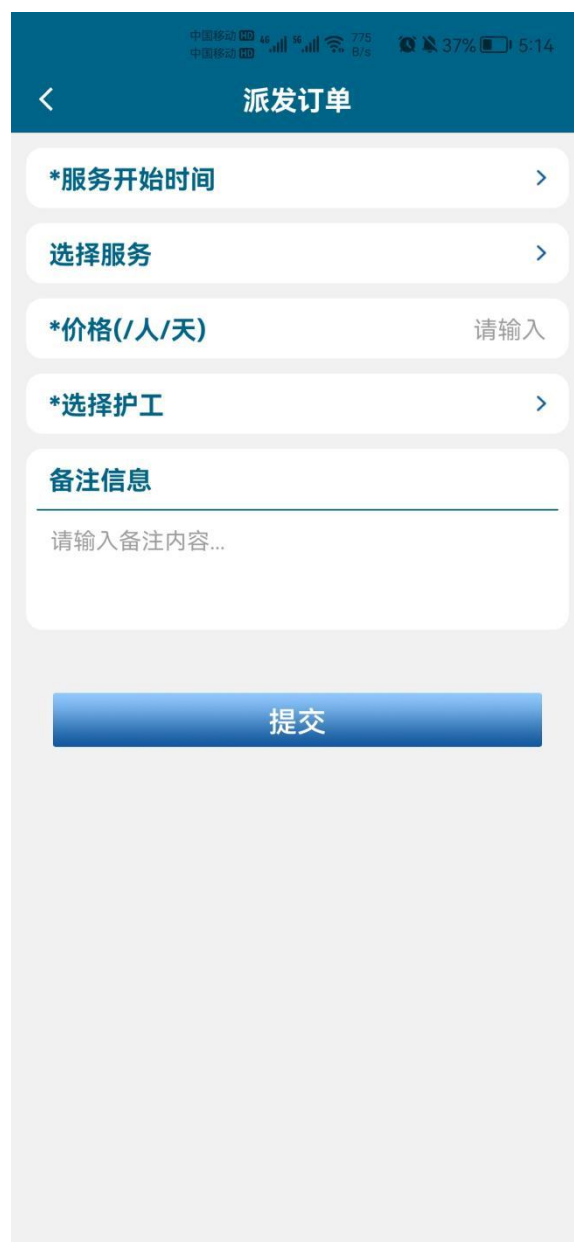 中国移动 HD 4G 5G 775
中国移动 HD B/s 37% 5:14
派发订单
*服务开始时间
选择服务
*价格(/人/天) 请输入
*选择护工
备注信息
请输入备注内容...
提交